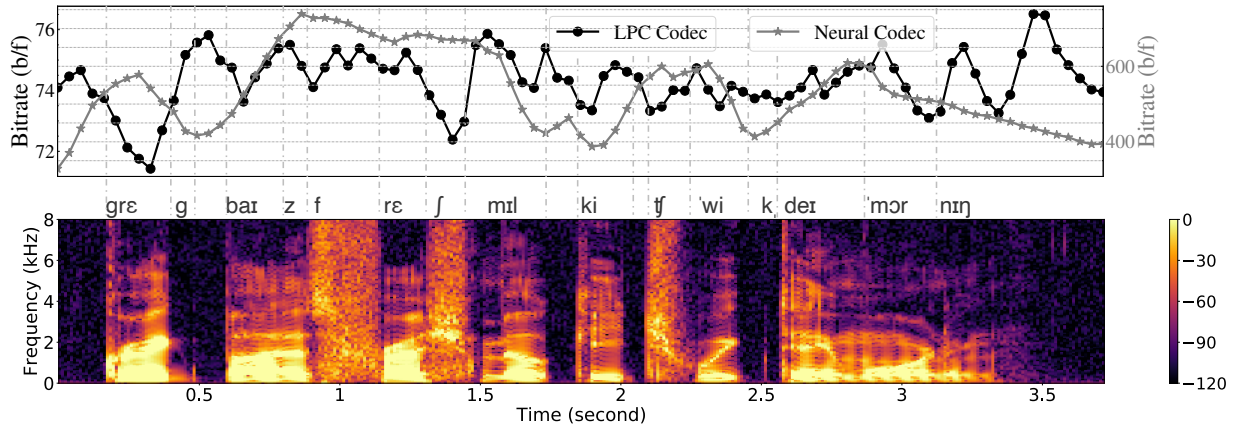 LPC Codec Neural Codec
Bitrate (b/f)
76
74
72
600
400
Bitrate (b/f)
grɛ g baɪ z f rɛ ʃ mɪl ki ʧ wi k deɪ mɔr nɪŋ
Frequency (kHz)
8
6
4
2
0
0.5 1 1.5 2 2.5 3 3.5
Time (second)
0
−30
−60
−90
−120